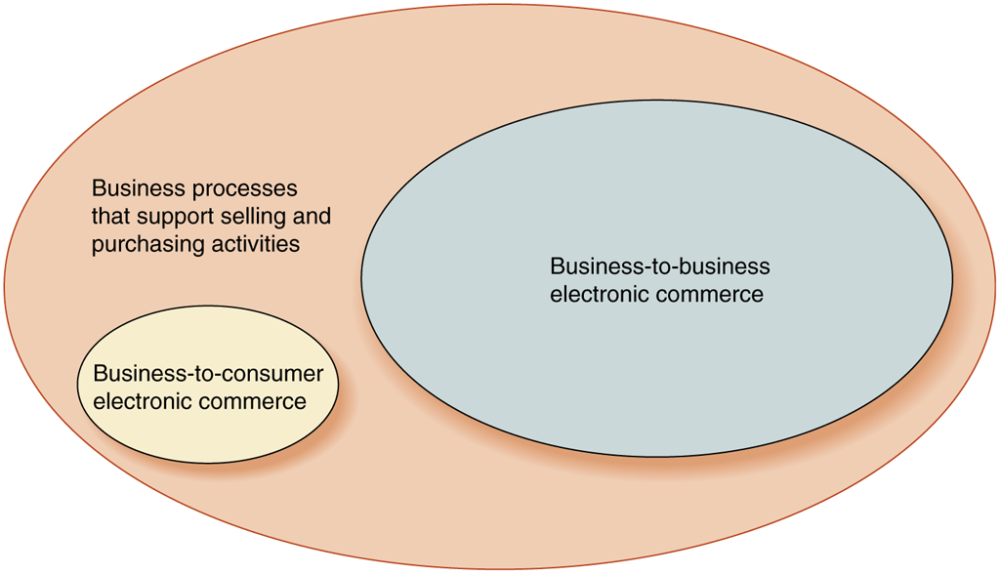 Business processes
that support selling and
purchasing activities
Business-to-business
electronic commerce
Business-to-consumer
electronic commerce